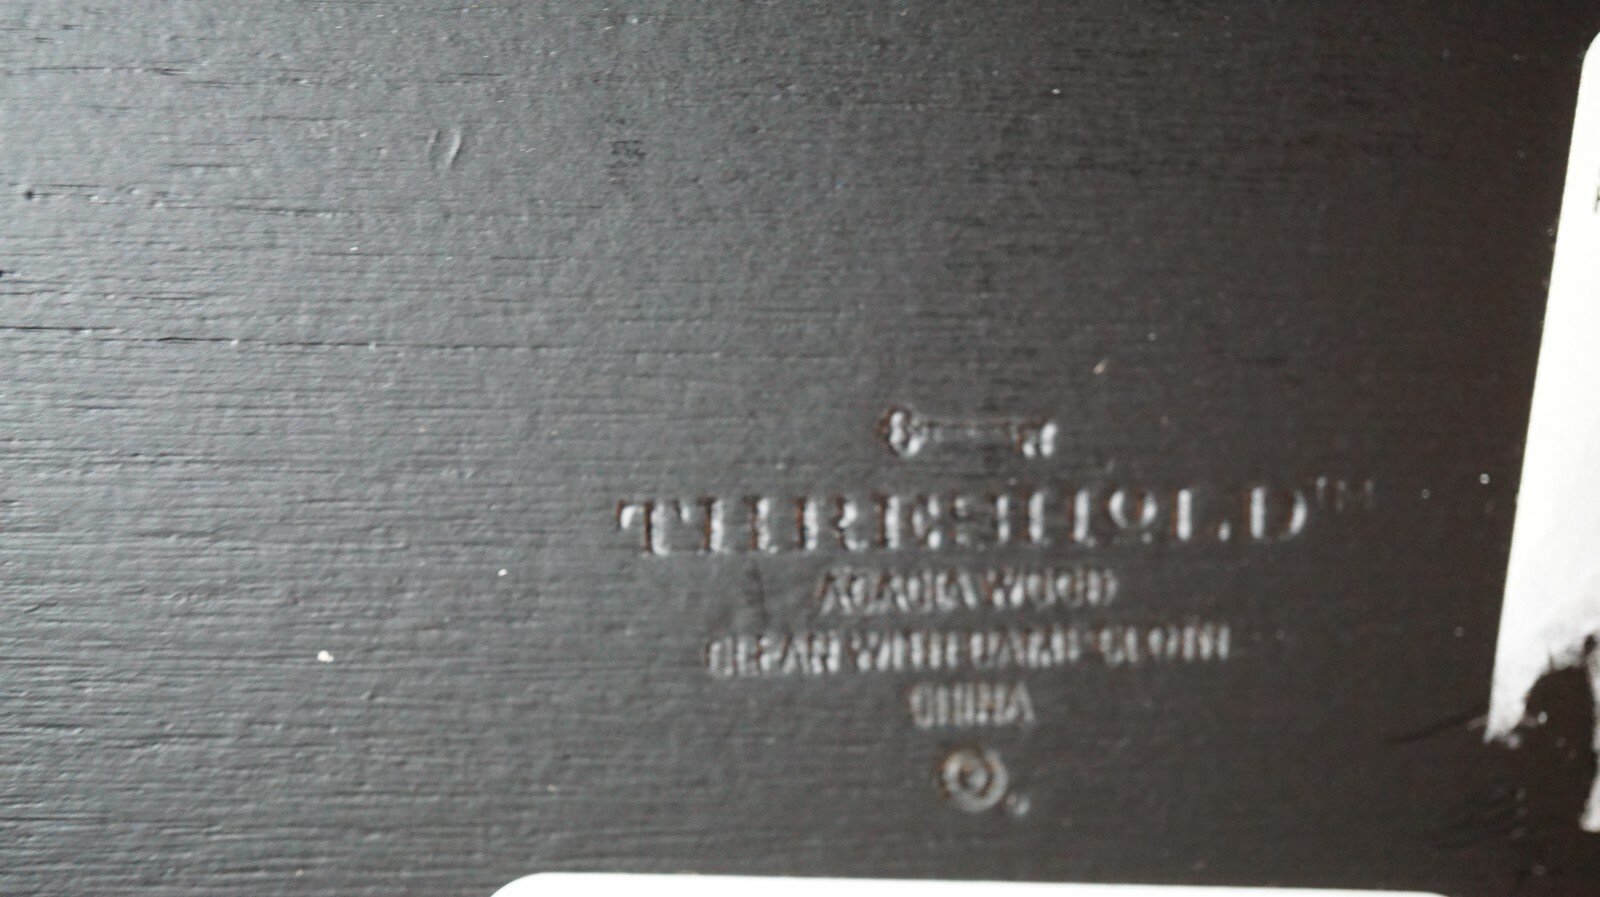 THRESHOLD™
ACACIA WOOD
CLEAN WITH DAMP CLOTH
CHINA